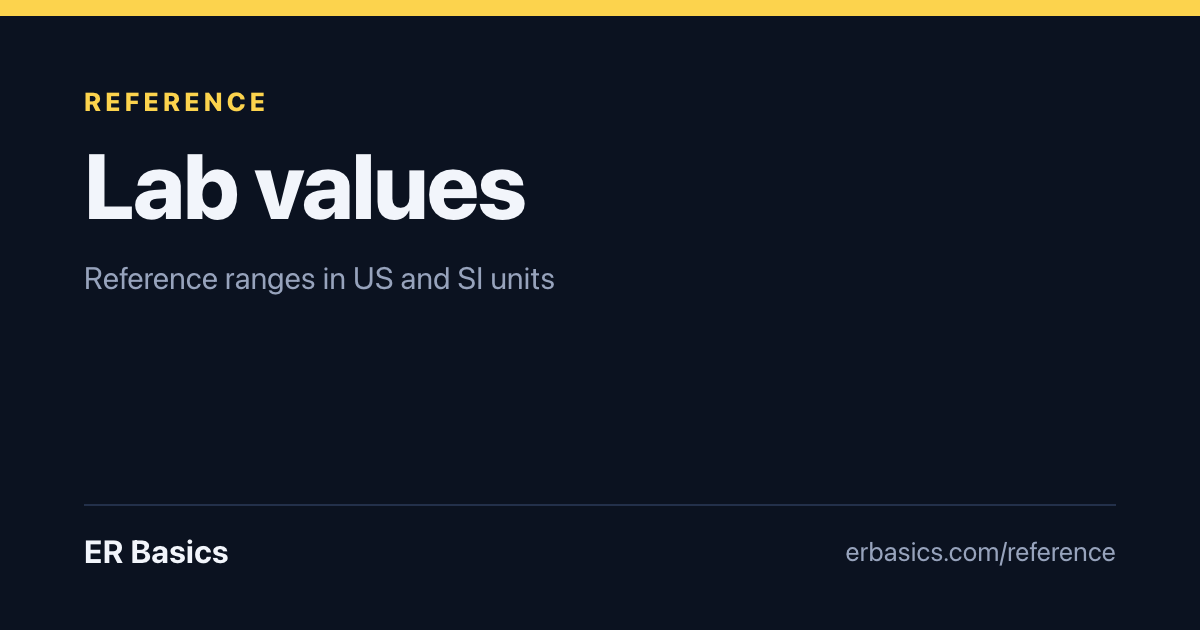 REFERENCE
Lab values
Reference ranges in US and SI units
ER Basics
erbasics.com/reference